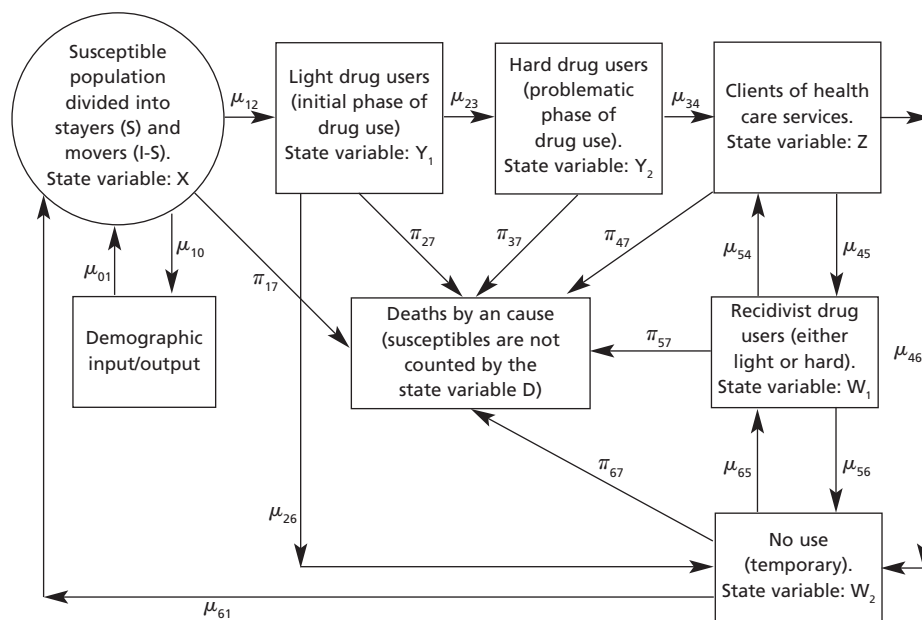 Susceptible
population
divided into
stayers (S) and
movers (I-S).
State variable: X
μ12
Light drug users
(initial phase of
drug use)
State variable: Y1
μ23
Hard drug users
(problematic
phase of
drug use).
State variable: Y2
μ34
Clients of health
care services.
State variable: Z
μ01
μ10
π17
π27
π37
π47
μ54
μ45
Demographic
input/output
Deaths by an cause
(susceptibles are not
counted by the
state variable D)
π57
Recidivist drug
users (either
light or hard).
State variable: W1
μ46
μ26
π67
μ65
μ56
No use
(temporary).
State variable: W2
μ61